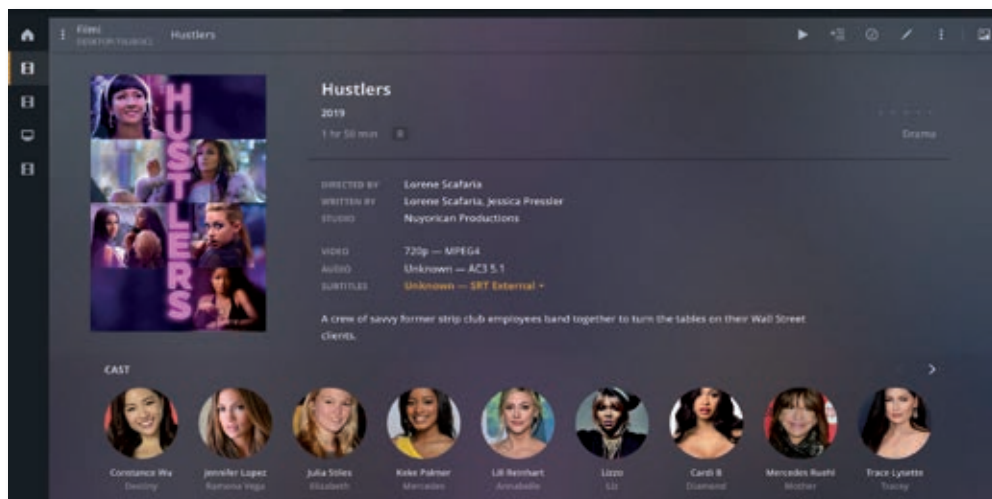 Filmi
Hustlers
HUSTLERS
Hustlers
2019
1 hr 50 min R
Drama
DIRECTED BY Lorene Scafaria
WRITTEN BY Lorene Scafaria, Jessica Pressler
STUDIO Nuyorican Productions
VIDEO 720p — MPEG4
AUDIO Unknown — AC3 5.1
SUBTITLES Unknown — SRT External
A crew of savvy former strip club employees band together to turn the tables on their Wall Street
clients.
CAST
Constance Wu Jennifer Lopez Julia Stiles Keke Palmer Lili Reinhart Lizzo Cardi B Mercedes Ruehl Trace Lysette
Destiny Ramona Vega Elizabeth Mercedes Annabelle Liz Diamond Mother Tracey